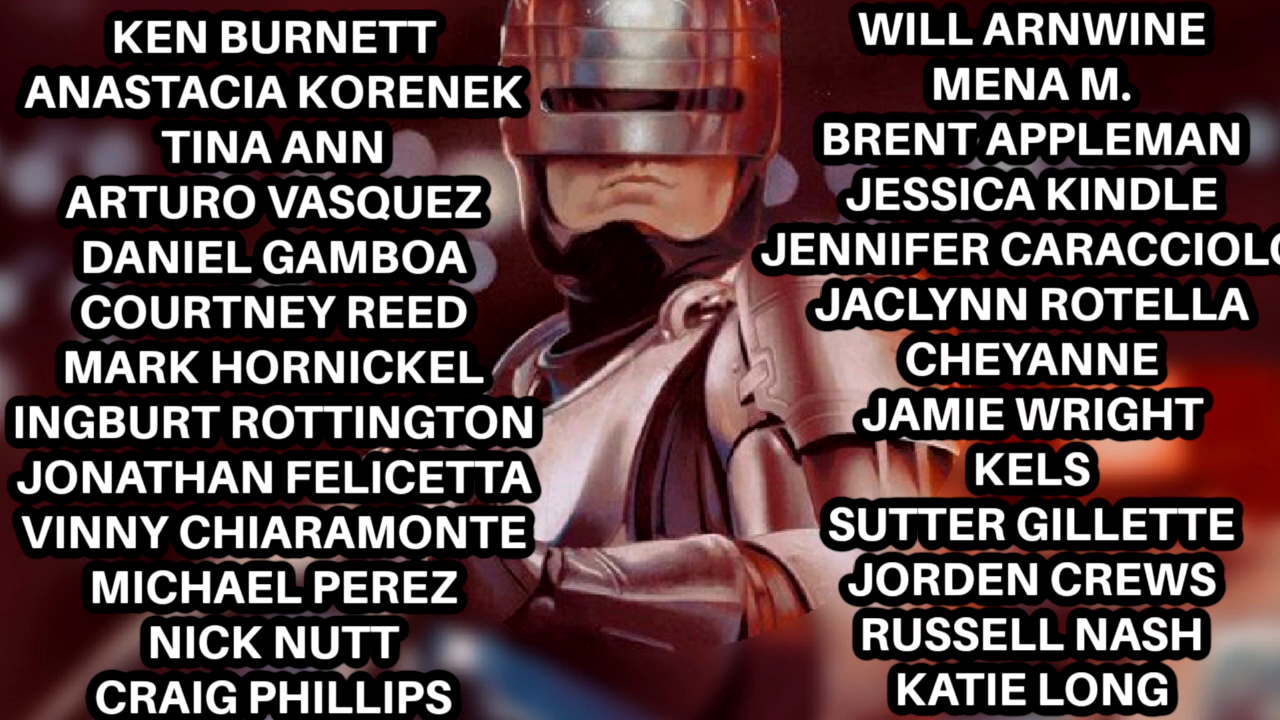 KEN BURNETT
ANASTACIA KORENEK
TINA ANN
ARTURO VASQUEZ
DANIEL GAMBOA
COURTNEY REED
MARK HORNICKEL
INGBURT ROTTINGTON
JONATHAN FELICETTA
VINNY CHIARAMONTE
MICHAEL PEREZ
NICK NUTT
CRAIG PHILLIPS
WILL ARNWINE
MENA M.
BRENT APPLEMAN
JESSICA KINDLE
JENNIFER CARACCIOLO
JACLYNN ROTELLA
CHEYANNE
JAMIE WRIGHT
KELS
SUTTER GILLETTE
JORDEN CREWS
RUSSELL NASH
KATIE LONG